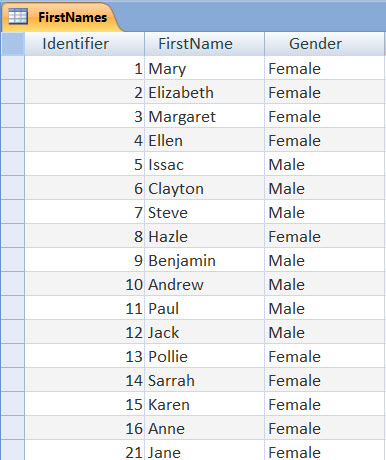 FirstNames
Identifier FirstName Gender
1 Mary Female
2 Elizabeth Female
3 Margaret Female
4 Ellen Female
5 Issac Male
6 Clayton Male
7 Steve Male
8 Hazle Female
9 Benjamin Male
10 Andrew Male
11 Paul Male
12 Jack Male
13 Pollie Female
14 Sarrah Female
15 Karen Female
16 Anne Female
21 Jane Female